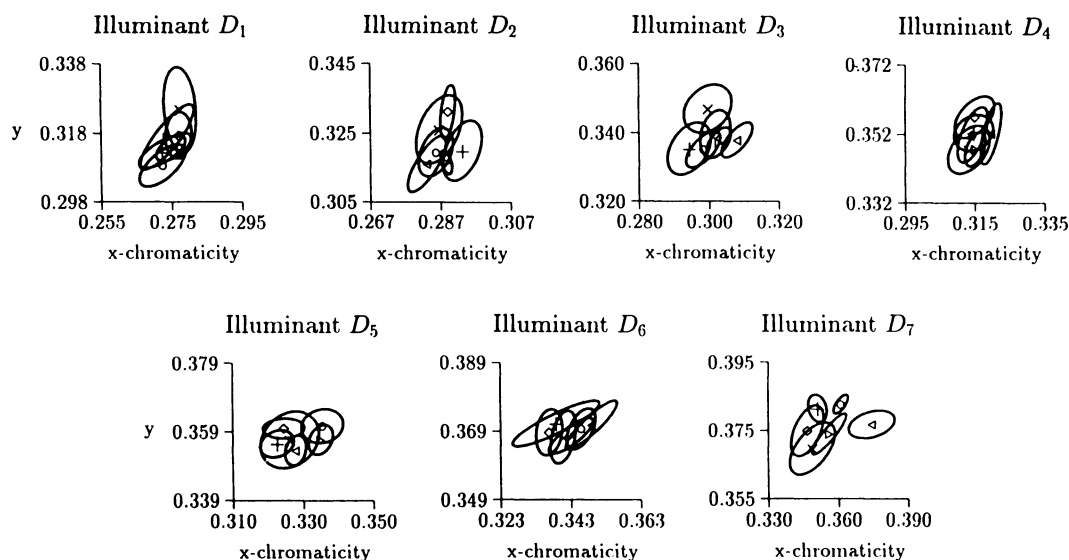 Illuminant D1 Illuminant D2 Illuminant D3 Illuminant D4
0.338 0.345 0.360 0.372
y 0.318 0.325 0.340 0.352
0.298 0.305 0.320 0.332
0.255 0.275 0.295 0.267 0.287 0.307 0.280 0.300 0.320 0.295 0.315 0.335
x-chromaticity x-chromaticity x-chromaticity x-chromaticity
Illuminant D5 Illuminant D6 Illuminant D7
0.379 0.389 0.395
y 0.359 0.369 0.375
0.339 0.349 0.355
0.310 0.330 0.350 0.323 0.343 0.363 0.330 0.360 0.390
x-chromaticity x-chromaticity x-chromaticity